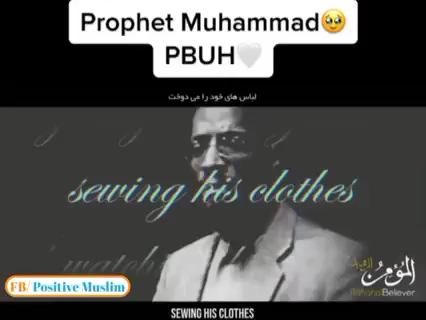 Prophet Muhammad🥹
PBUH🤍
لباس های خود را می دوخت
sewing his clothes
المؤمن
Believer
FB/ Positive Muslim
SEWING HIS CLOTHES